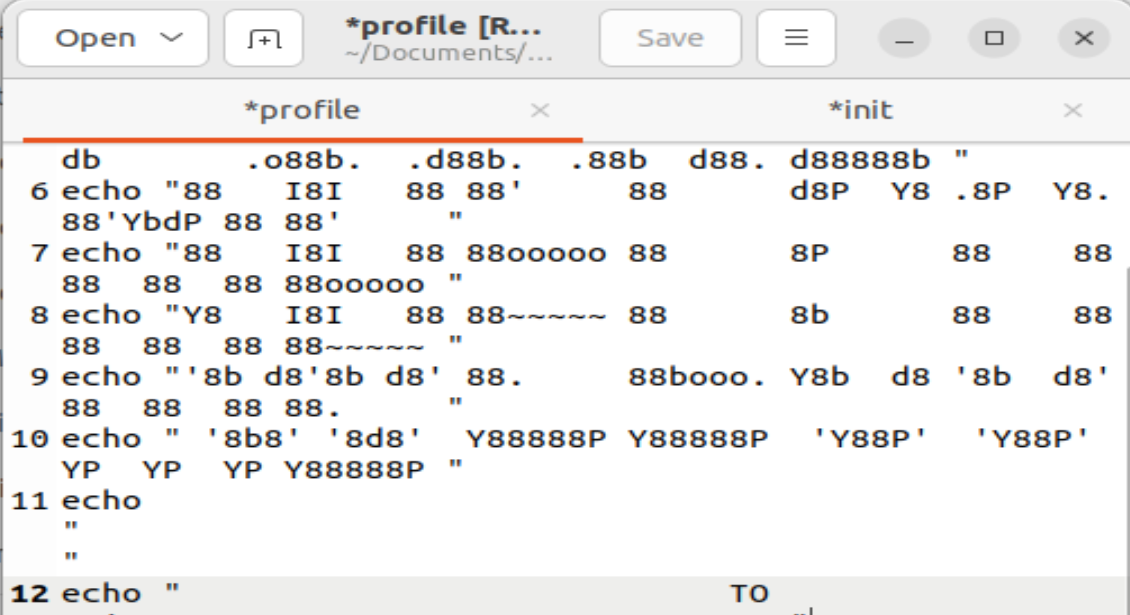 Open
*profile [R...
~/Documents/...
Save
*profile
*init
db         .o88b.   .d88b.   .88b  d88. d88888b "
6 echo "88    I8I    88 88'      88       d8P  Y8 .8P  Y8.
88'YbdP 88 88'      "
7 echo "88    I8I    88 88ooooo 88       8P      88      88
88  88  88 88ooooo "
8 echo "Y8    I8I    88 88~~~~~ 88       8b      88      88
88  88  88 88~~~~~ "
9 echo "'8b d8'8b d8' 88.      88booo. Y8b  d8 '8b  d8'
88  88  88 88.      "
10 echo " '8b8' '8d8'  Y88888P Y88888P  'Y88P'  'Y88P'
YP  YP  YP Y88888P "
11 echo
"
"
12 echo "                                  TO